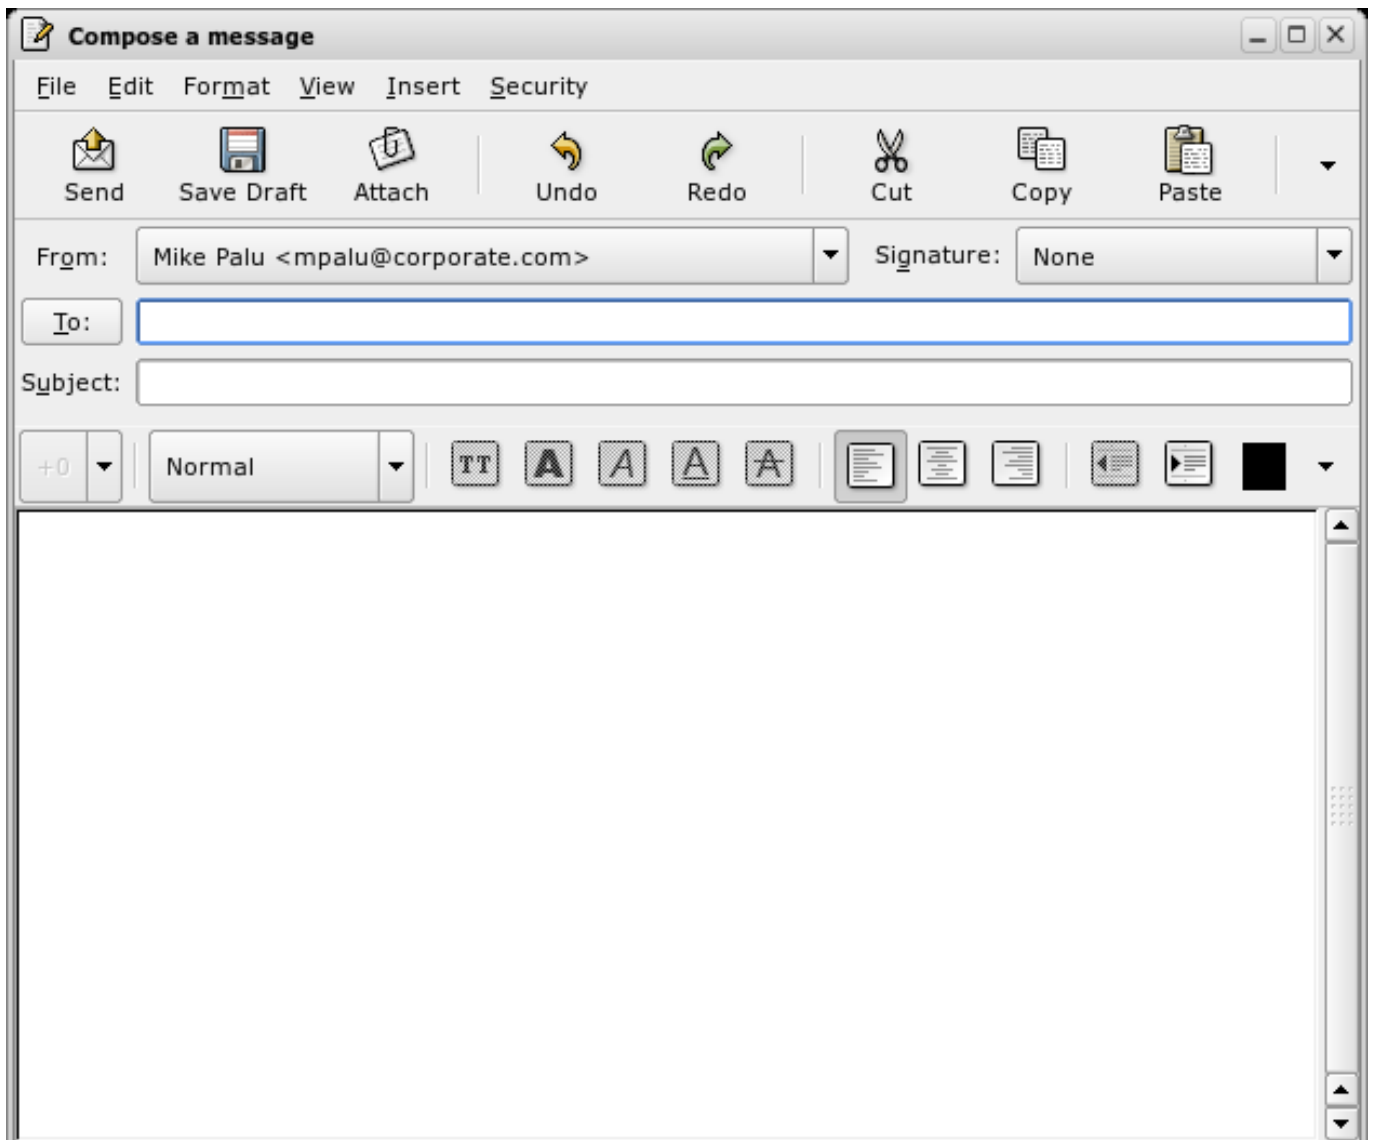 Compose a message
File Edit Format View Insert Security
Send Save Draft Attach Undo Redo Cut Copy Paste
From: Mike Palu <mpalu@corporate.com> Signature: None
To:
Subject:
+0 Normal TT A A A A